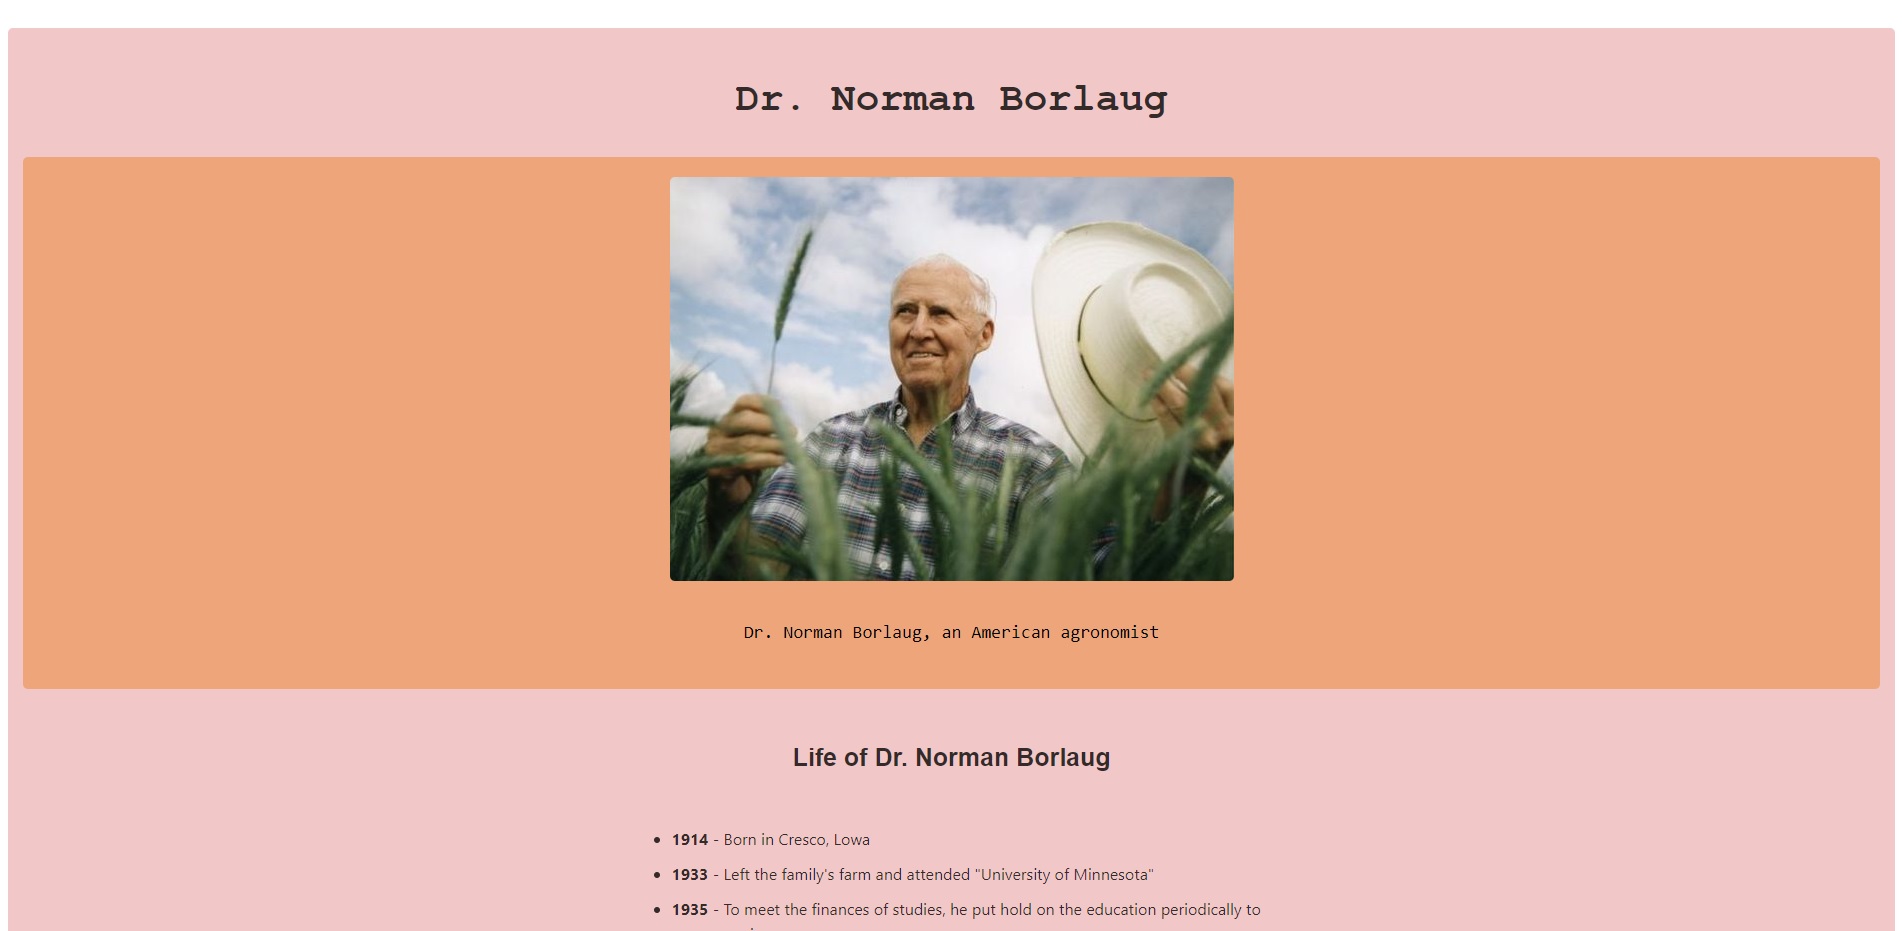 Dr. Norman Borlaug
Dr. Norman Borlaug, an American agronomist
Life of Dr. Norman Borlaug
• 1914 - Born in Cresco, Lowa
• 1933 - Left the family's farm and attended "University of Minnesota"
• 1935 - To meet the finances of studies, he put hold on the education periodically to